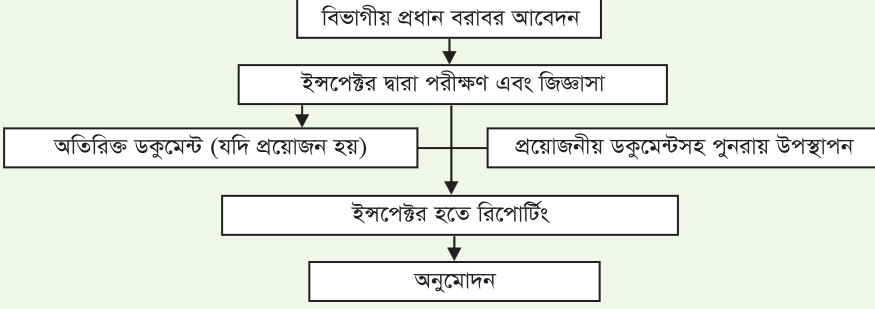 বিভাগীয় প্রধান বরাবর আবেদন
ইন্সপেক্টর দ্বারা পরীক্ষণ এবং জিজ্ঞাসা
অতিরিক্ত ডকুমেন্ট (যদি প্রয়োজন হয়)
প্রয়োজনীয় ডকুমেন্টসহ পুনরায় উপস্থাপন
ইন্সপেক্টর হতে রিপোর্টিং
অনুমোদন